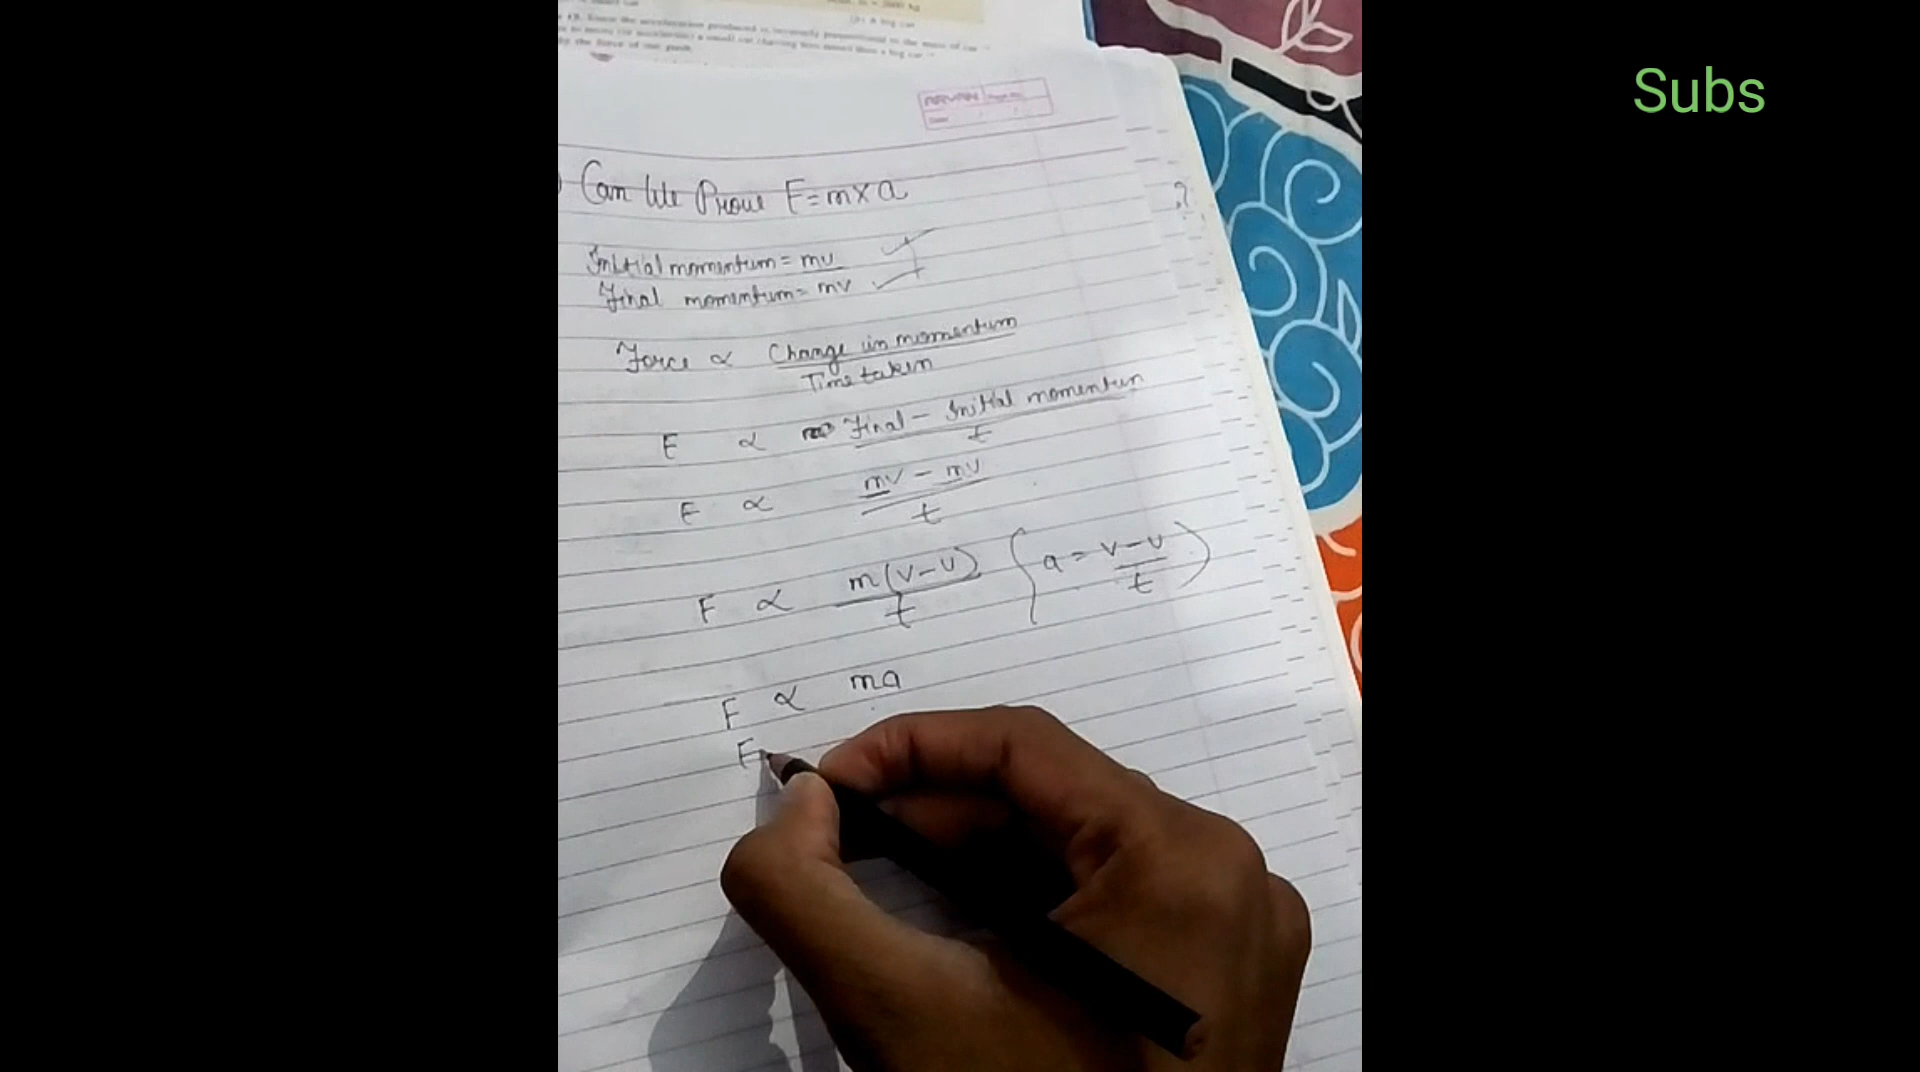 Subs
Can We Prove F=m×a ?
Initial momentum = mu
Final momentum = mv
Force ∝ Change in momentum
Time taken
F ∝ Final - Initial momentum
t
F ∝ mv - mu
t
F ∝ m(v-u) (a = v-u)
t t
F ∝ ma
F